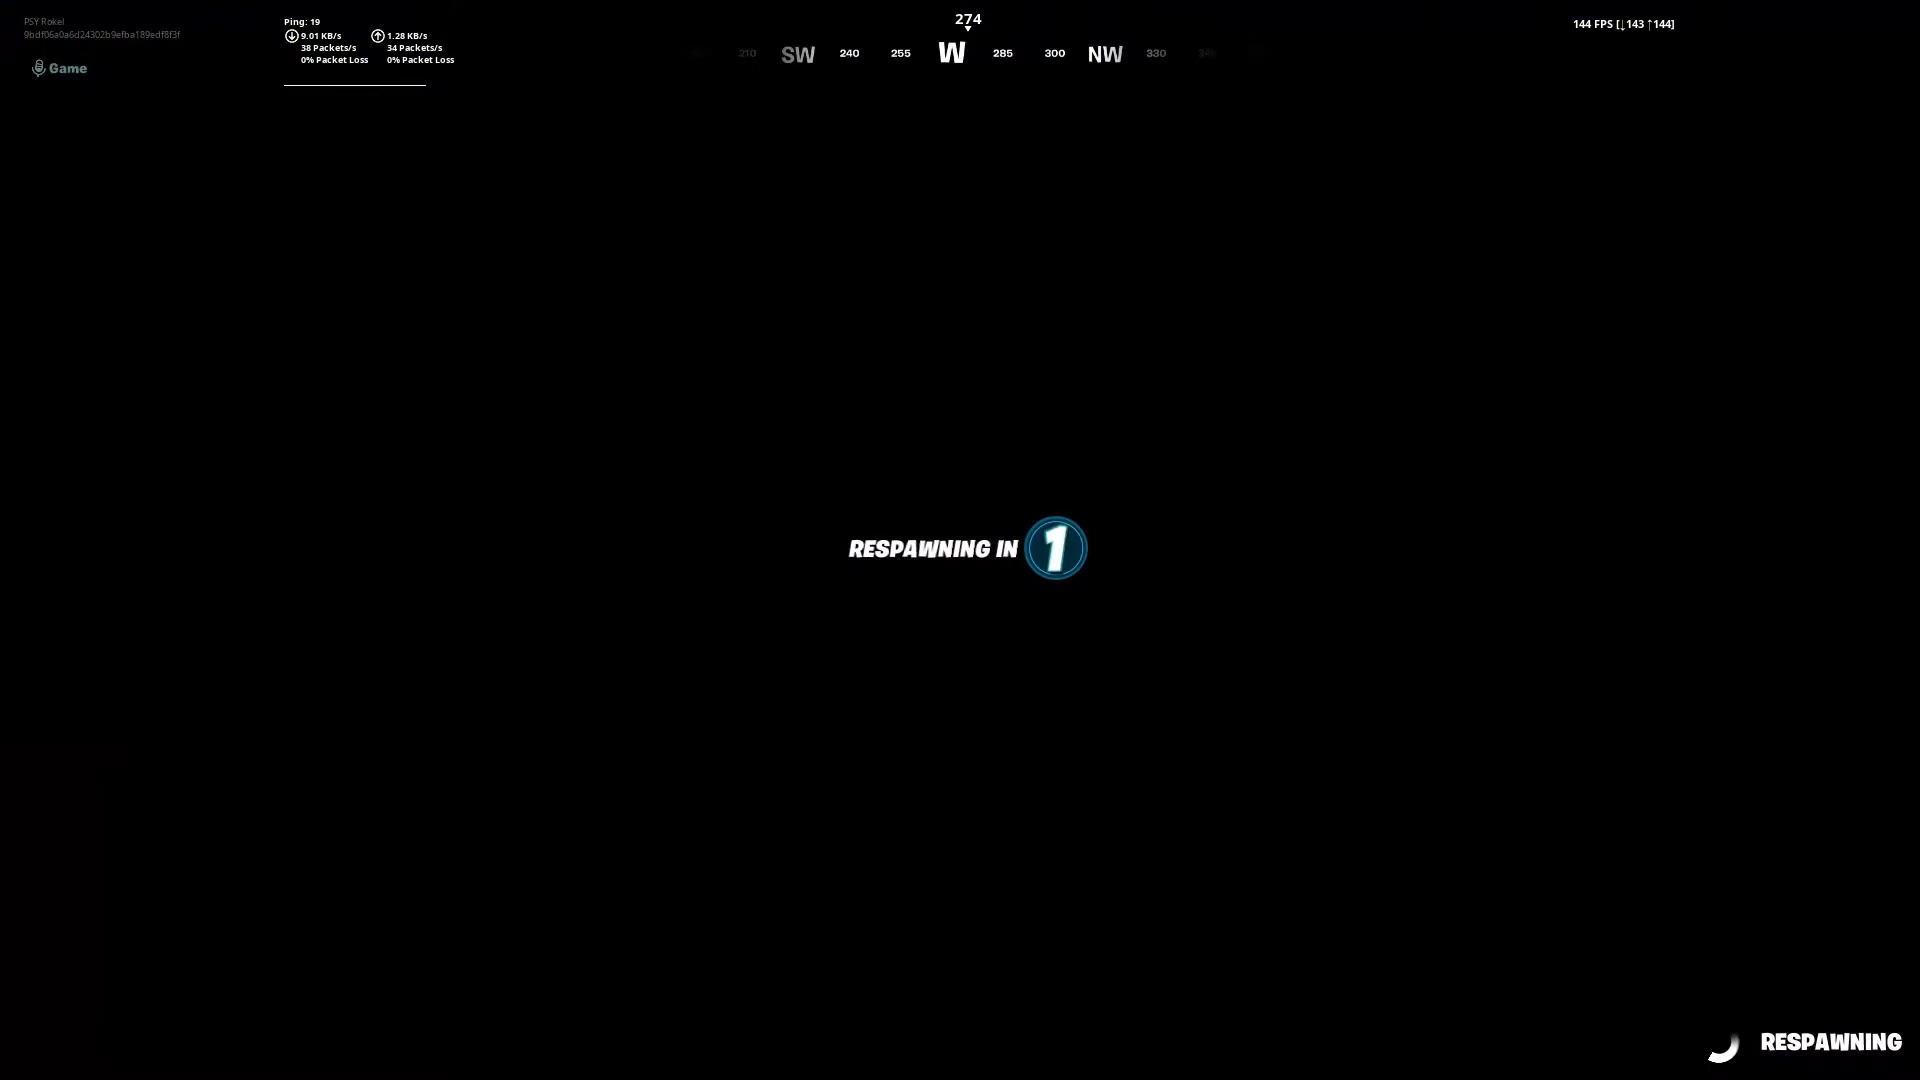 PSY Rokel
9bdf06a0a6d24302b9efba189edf8f3f
Game
Ping: 19
9.01 KB/s 1.28 KB/s
38 Packets/s 34 Packets/s
0% Packet Loss 0% Packet Loss
274
210 SW 240 255 W 285 300 NW 330
144 FPS [↓143 ↑144]
RESPAWNING IN 1
RESPAWNING